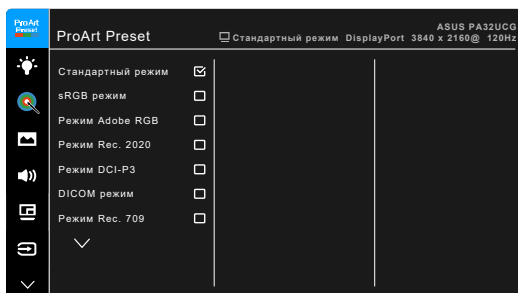 ProArt
Preset
ProArt Preset
ASUS PA32UCG
Стандартный режим DisplayPort 3840 x 2160@ 120Hz
Стандартный режим
sRGB режим
Режим Adobe RGB
Режим Rec. 2020
Режим DCI-P3
DICOM режим
Режим Rec. 709